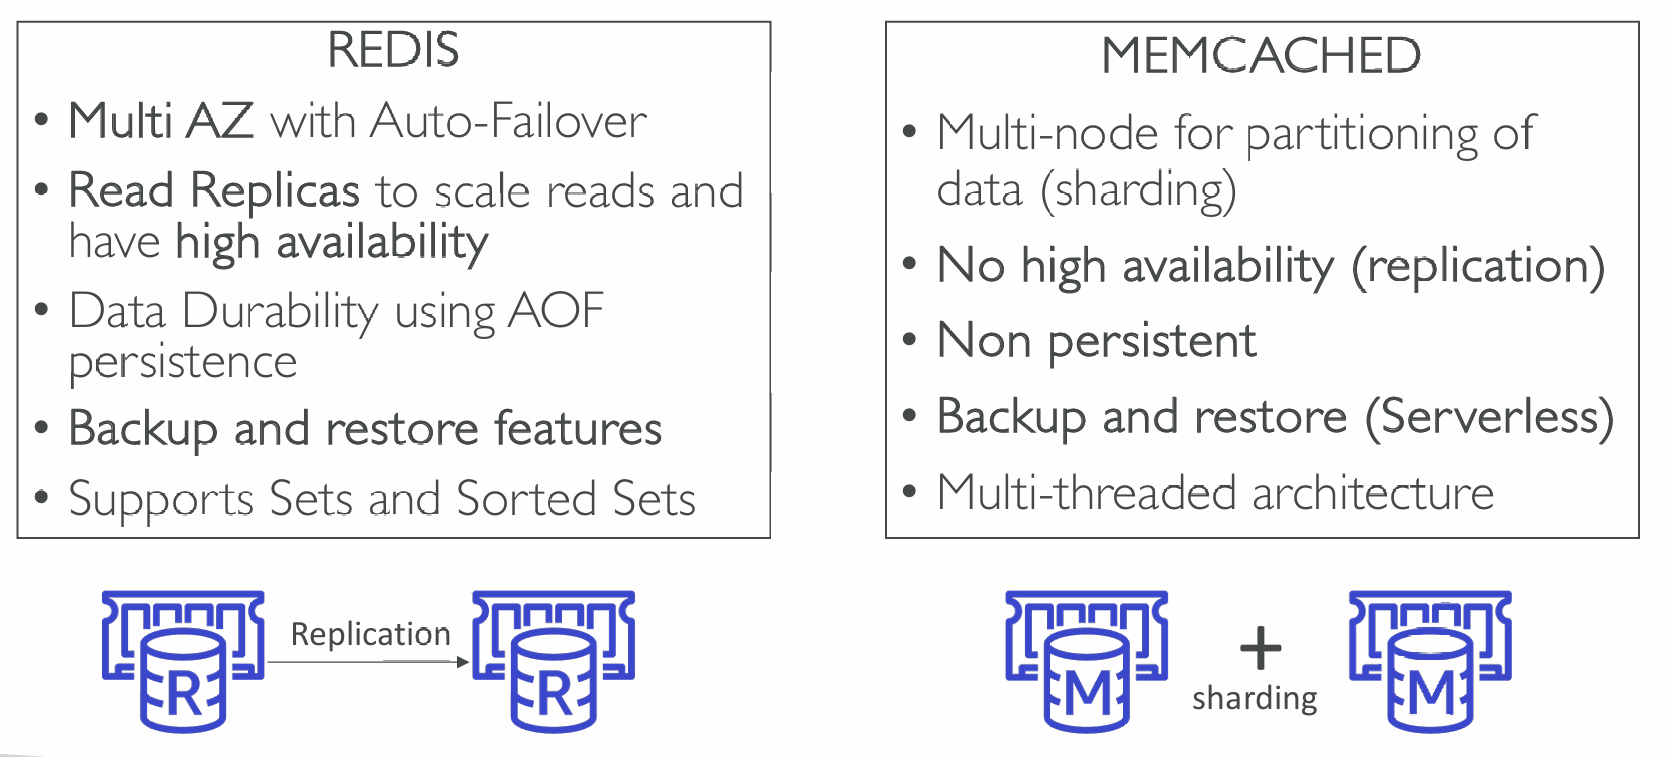 REDIS
• Multi AZ with Auto-Failover
• Read Replicas to scale reads and
have high availability
• Data Durability using AOF
persistence
• Backup and restore features
• Supports Sets and Sorted Sets
Replication
R
R
MEMCACHED
• Multi-node for partitioning of
data (sharding)
• No high availability (replication)
• Non persistent
• Backup and restore (Serverless)
• Multi-threaded architecture
M
+
sharding
M